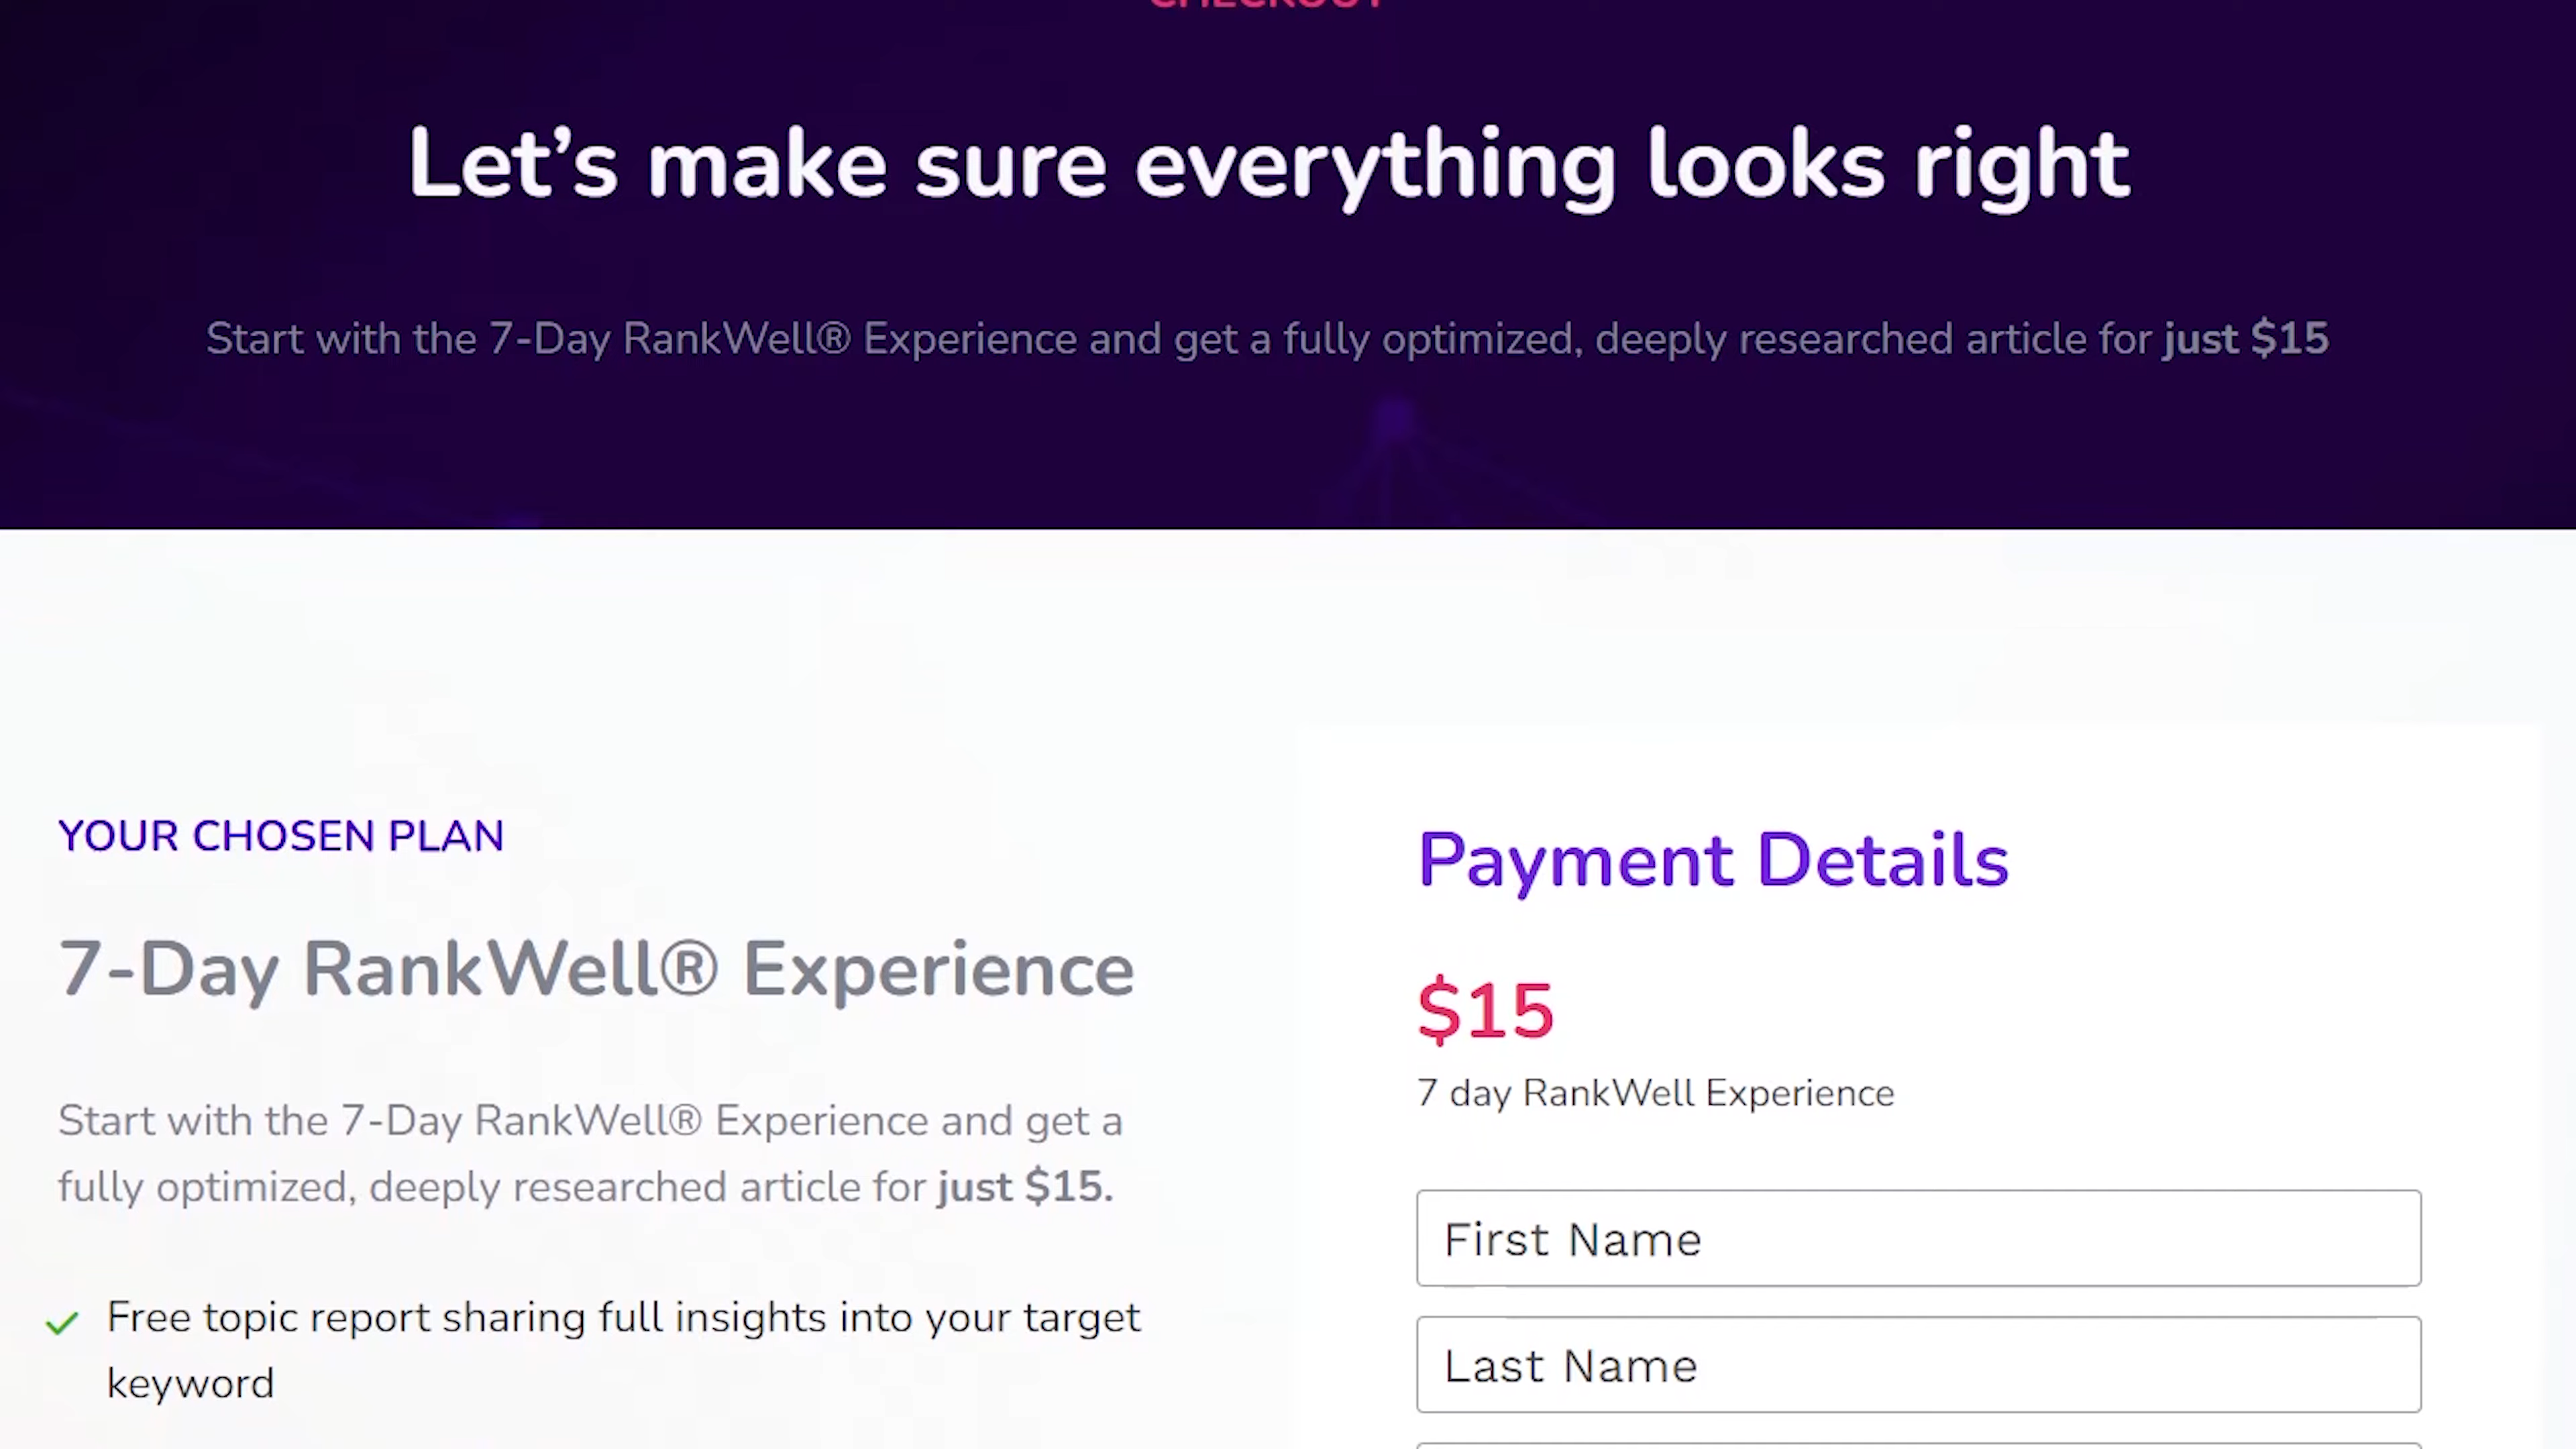 CHECKOUT
Let's make sure everything looks right
Start with the 7-Day RankWell® Experience and get a fully optimized, deeply researched article for just $15
YOUR CHOSEN PLAN
7-Day RankWell® Experience
Start with the 7-Day RankWell® Experience and get a
fully optimized, deeply researched article for just $15.
Free topic report sharing full insights into your target
keyword
Payment Details
$15
7 day RankWell Experience
First Name
Last Name